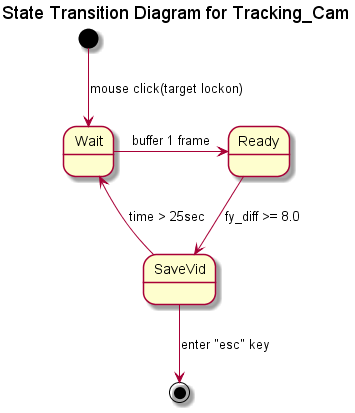 State Transition Diagram for Tracking_Cam
mouse click(target lockon)
Wait
buffer 1 frame
Ready
time > 25sec
fy_diff >= 8.0
SaveVid
enter "esc" key